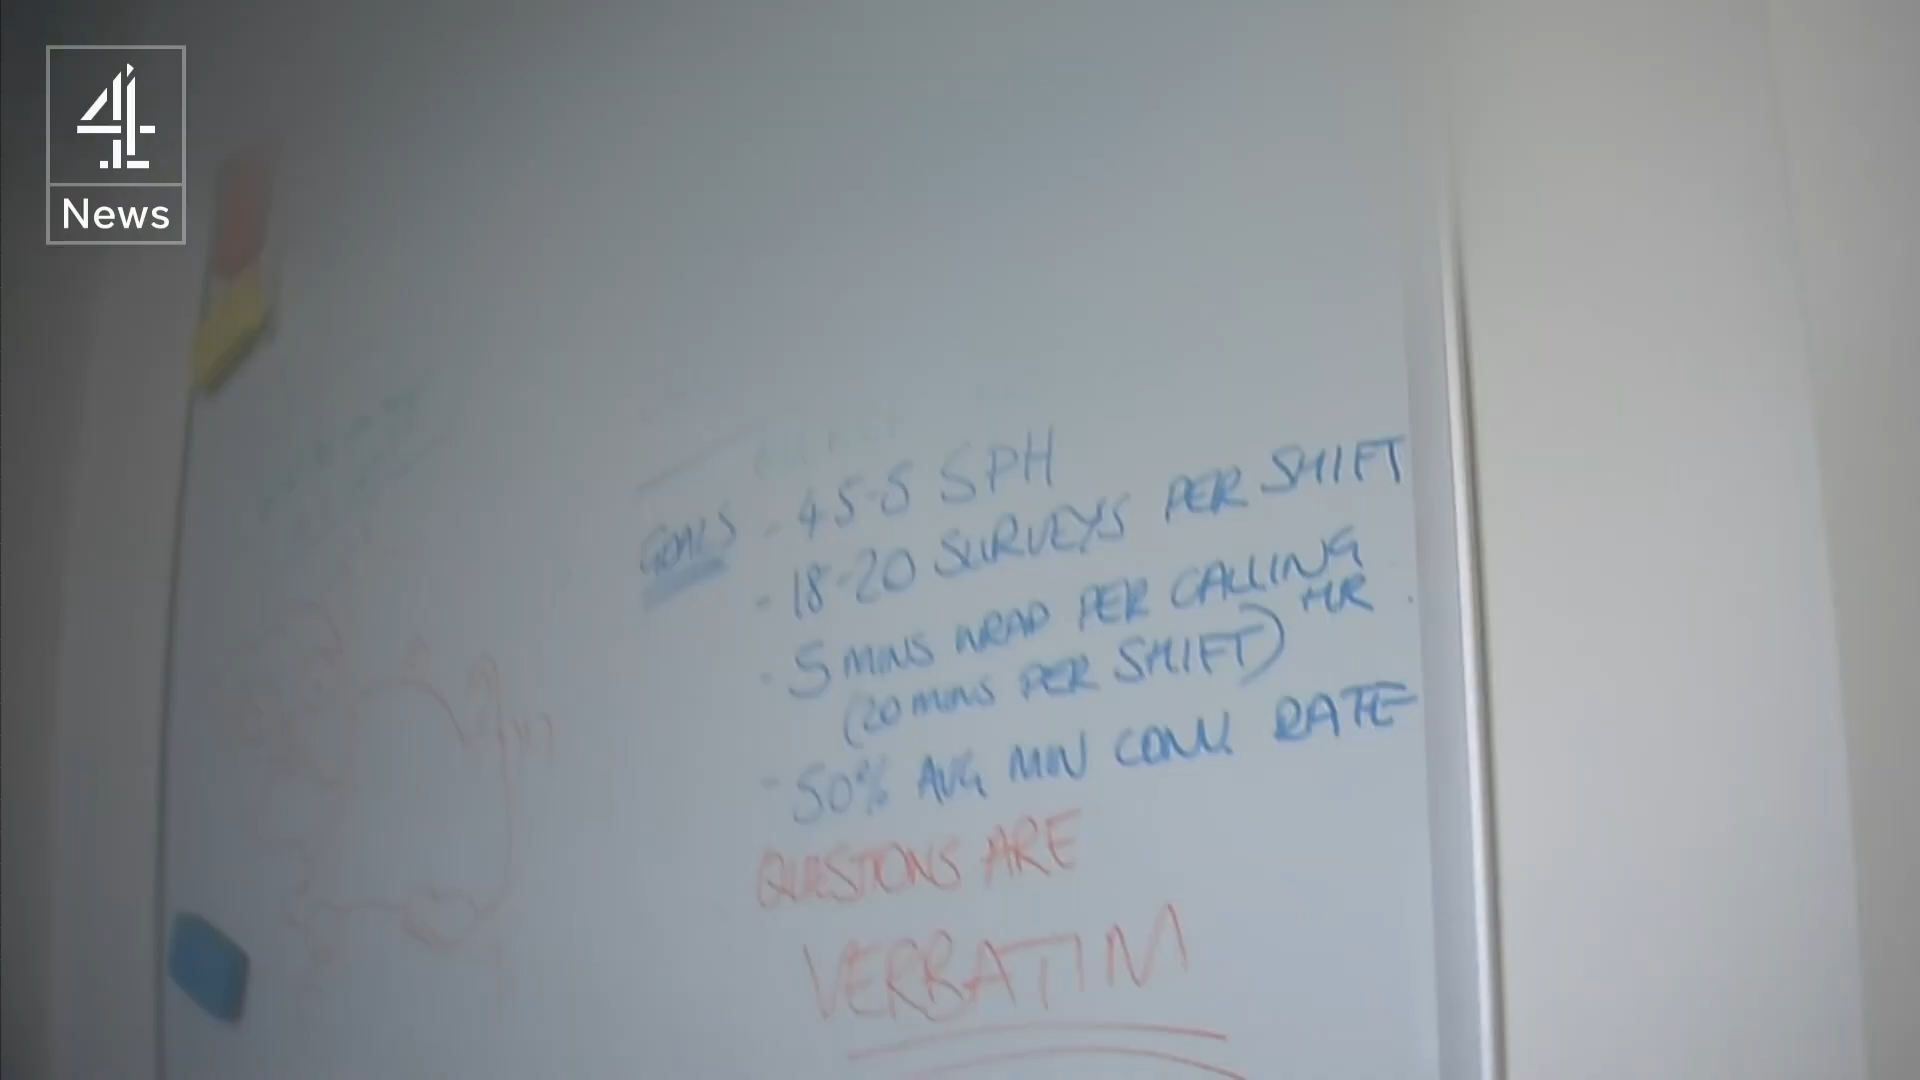 4 News
GOALS - 4.5-5 SPH
- 18-20 SURVEYS PER SHIFT
- 5 MINS WRAP PER CALLING HR
(20 MINS PER SHIFT)
- 50% AVG MIN CONV. RATE
QUESTIONS ARE
VERBATIM